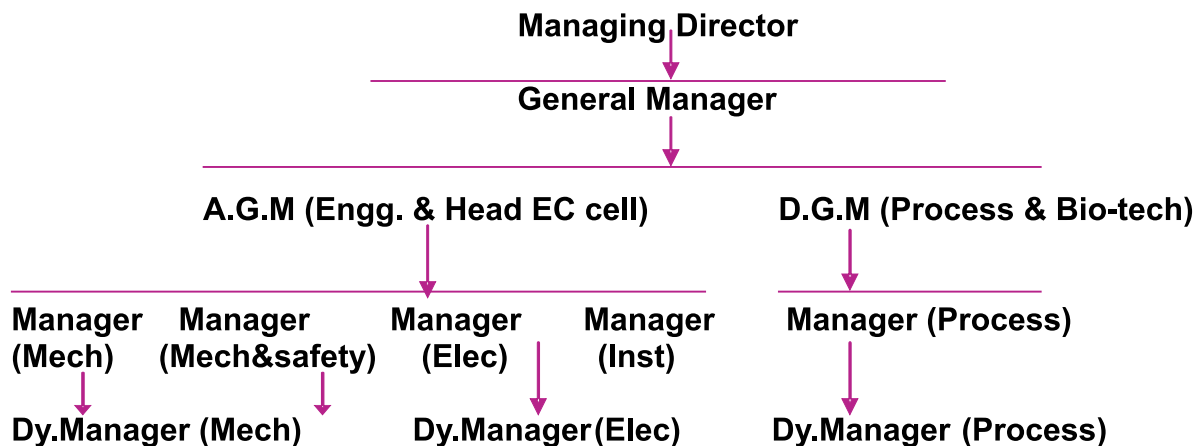 Managing Director
General Manager
A.G.M (Engg. & Head EC cell) D.G.M (Process & Bio-tech)
Manager Manager Manager Manager Manager (Process)
(Mech) (Mech&safety) (Elec) (Inst)
Dy.Manager (Mech) Dy.Manager (Elec) Dy.Manager (Process)